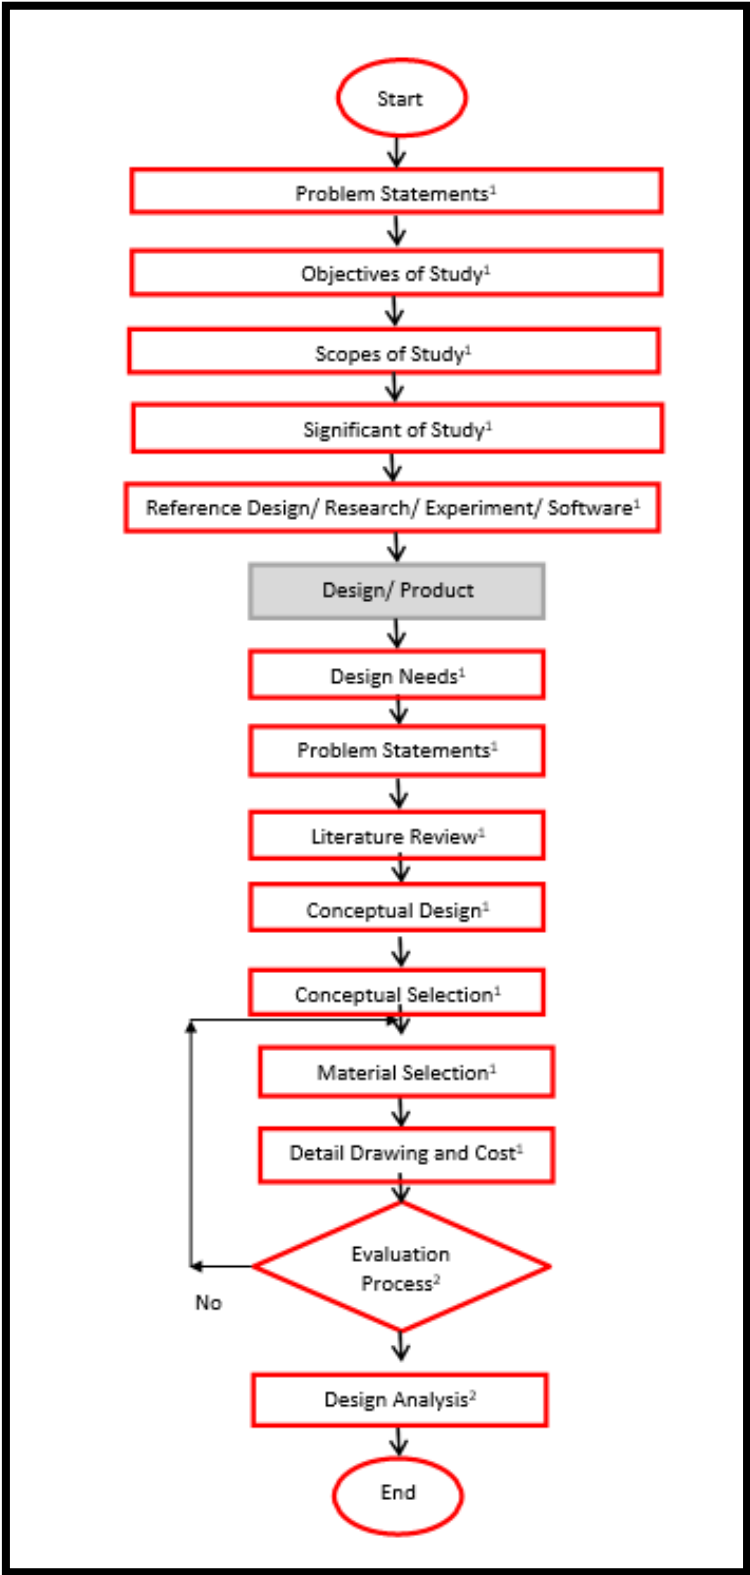 Start
Problem Statements¹
Objectives of Study¹
Scopes of Study¹
Significant of Study¹
Reference Design/ Research/ Experiment/ Software¹
Design/ Product
Design Needs¹
Problem Statements¹
Literature Review¹
Conceptual Design¹
Conceptual Selection¹
Material Selection¹
Detail Drawing and Cost¹
Evaluation
Process²
No
Design Analysis²
End